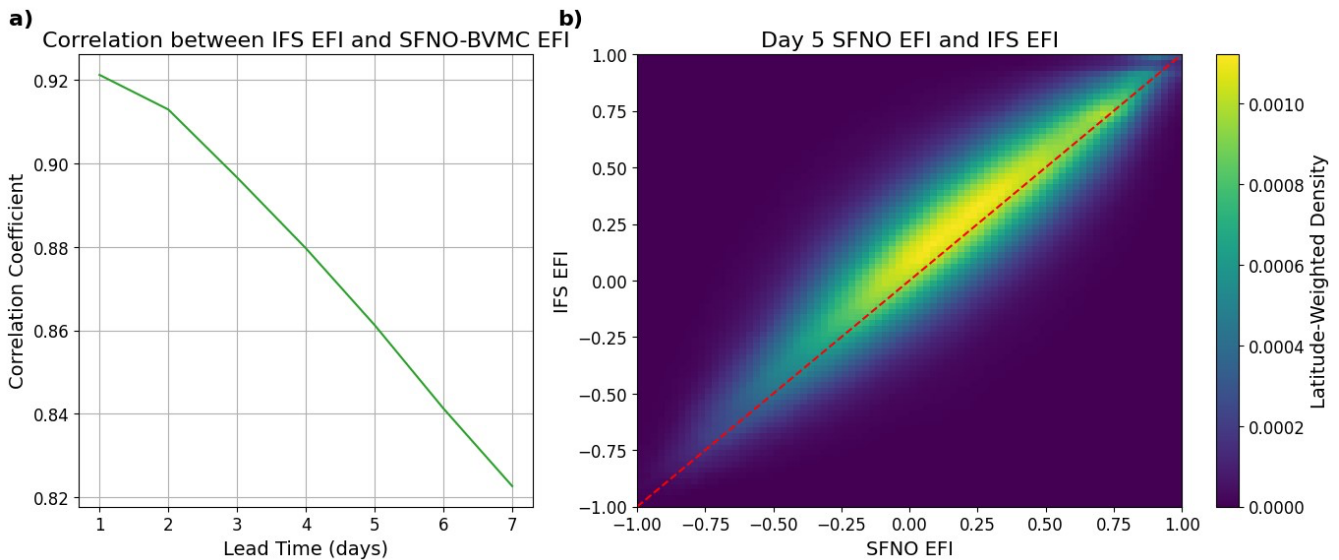 a)
Correlation between IFS EFI and SFNO-BVMC EFI
Correlation Coefficient
0.92
0.90
0.88
0.86
0.84
0.82
1 2 3 4 5 6 7
Lead Time (days)
b)
Day 5 SFNO EFI and IFS EFI
IFS EFI
1.00
0.75
0.50
0.25
0.00
−0.25
−0.50
−0.75
−1.00
−1.00 −0.75 −0.50 −0.25 0.00 0.25 0.50 0.75 1.00
SFNO EFI
0.0010
0.0008
0.0006
0.0004
0.0002
0.0000
Latitude-Weighted Density